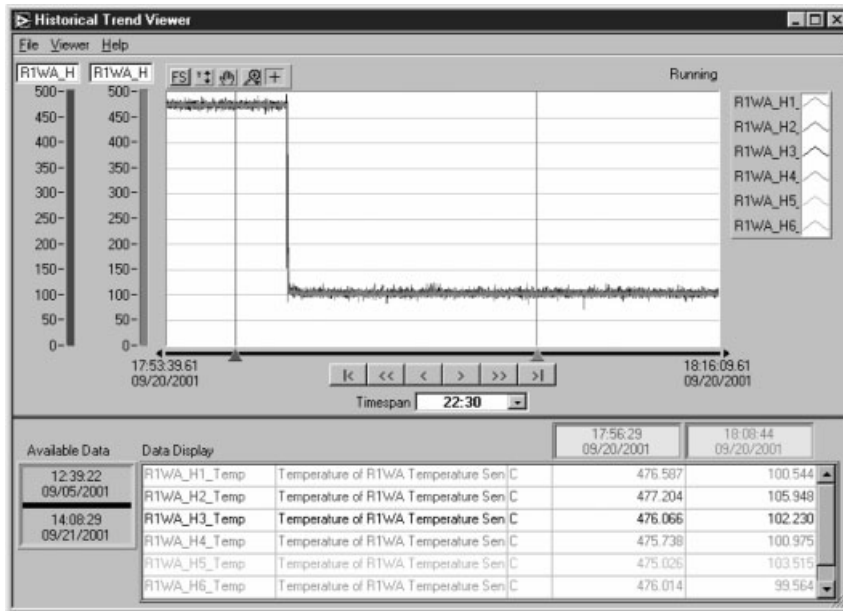 Historical Trend Viewer
File Viewer Help
R1WA_H R1WA_H
FS
Running
500 500
450 450
400 400
350 350
300 300
250 250
200 200
150 150
100 100
50 50
0 0
R1WA_H1_
R1WA_H2_
R1WA_H3_
R1WA_H4_
R1WA_H5_
R1WA_H6_
17:53:39.61
09/20/2001
|< << < > >> >|
18:16:09.61
09/20/2001
Timespan 22:30
Available Data
12:39:22
09/05/2001
14:08:29
09/21/2001
Data Display
17:56:29
09/20/2001
18:08:44
09/20/2001
R1WA_H1_Temp Temperature of R1WA Temperature Sen C 476.587 100.544
R1WA_H2_Temp Temperature of R1WA Temperature Sen C 477.204 105.948
R1WA_H3_Temp Temperature of R1WA Temperature Sen C 476.066 102.230
R1WA_H4_Temp Temperature of R1WA Temperature Sen C 475.738 100.975
R1WA_H5_Temp Temperature of R1WA Temperature Sen C 475.026 103.515
R1WA_H6_Temp Temperature of R1WA Temperature Sen C 476.014 99.564